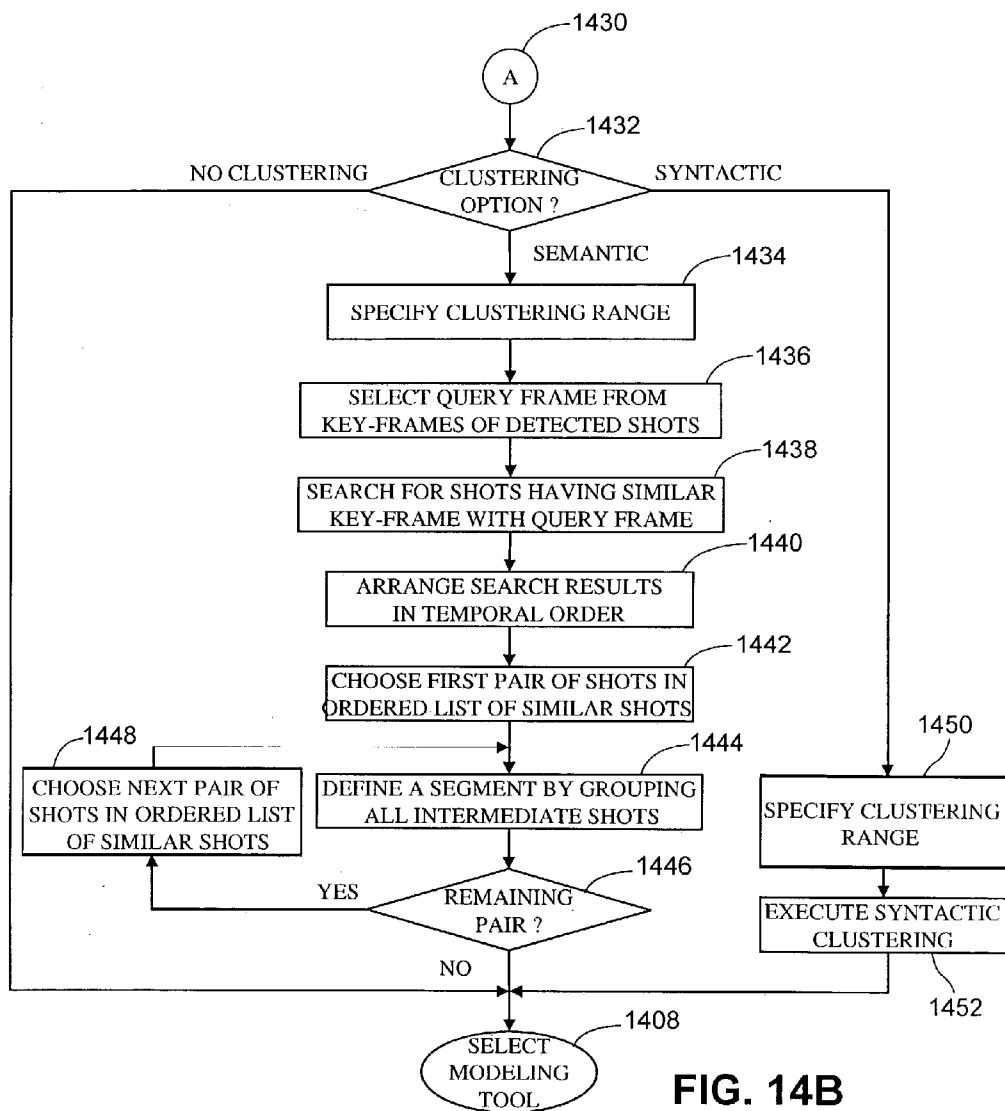 1430
A
1432
NO CLUSTERING
CLUSTERING
OPTION ?
SYNTACTIC
SEMANTIC
1434
SPECIFY CLUSTERING RANGE
1436
SELECT QUERY FRAME FROM
KEY-FRAMES OF DETECTED SHOTS
1438
SEARCH FOR SHOTS HAVING SIMILAR
KEY-FRAME WITH QUERY FRAME
1440
ARRANGE SEARCH RESULTS
IN TEMPORAL ORDER
1442
CHOOSE FIRST PAIR OF SHOTS IN
ORDERED LIST OF SIMILAR SHOTS
1448
CHOOSE NEXT PAIR OF
SHOTS IN ORDERED LIST
OF SIMILAR SHOTS
1444
DEFINE A SEGMENT BY GROUPING
ALL INTERMEDIATE SHOTS
1450
SPECIFY CLUSTERING
RANGE
1446
YES
REMAINING
PAIR ?
EXECUTE SYNTACTIC
CLUSTERING
NO
1452
1408
SELECT
MODELING
TOOL
FIG. 14B